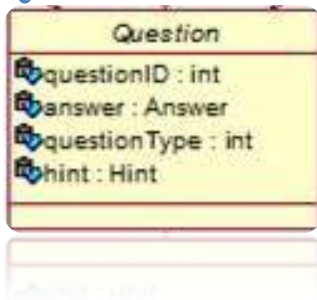 Question
questionID : int
answer : Answer
questionType : int
hint : Hint